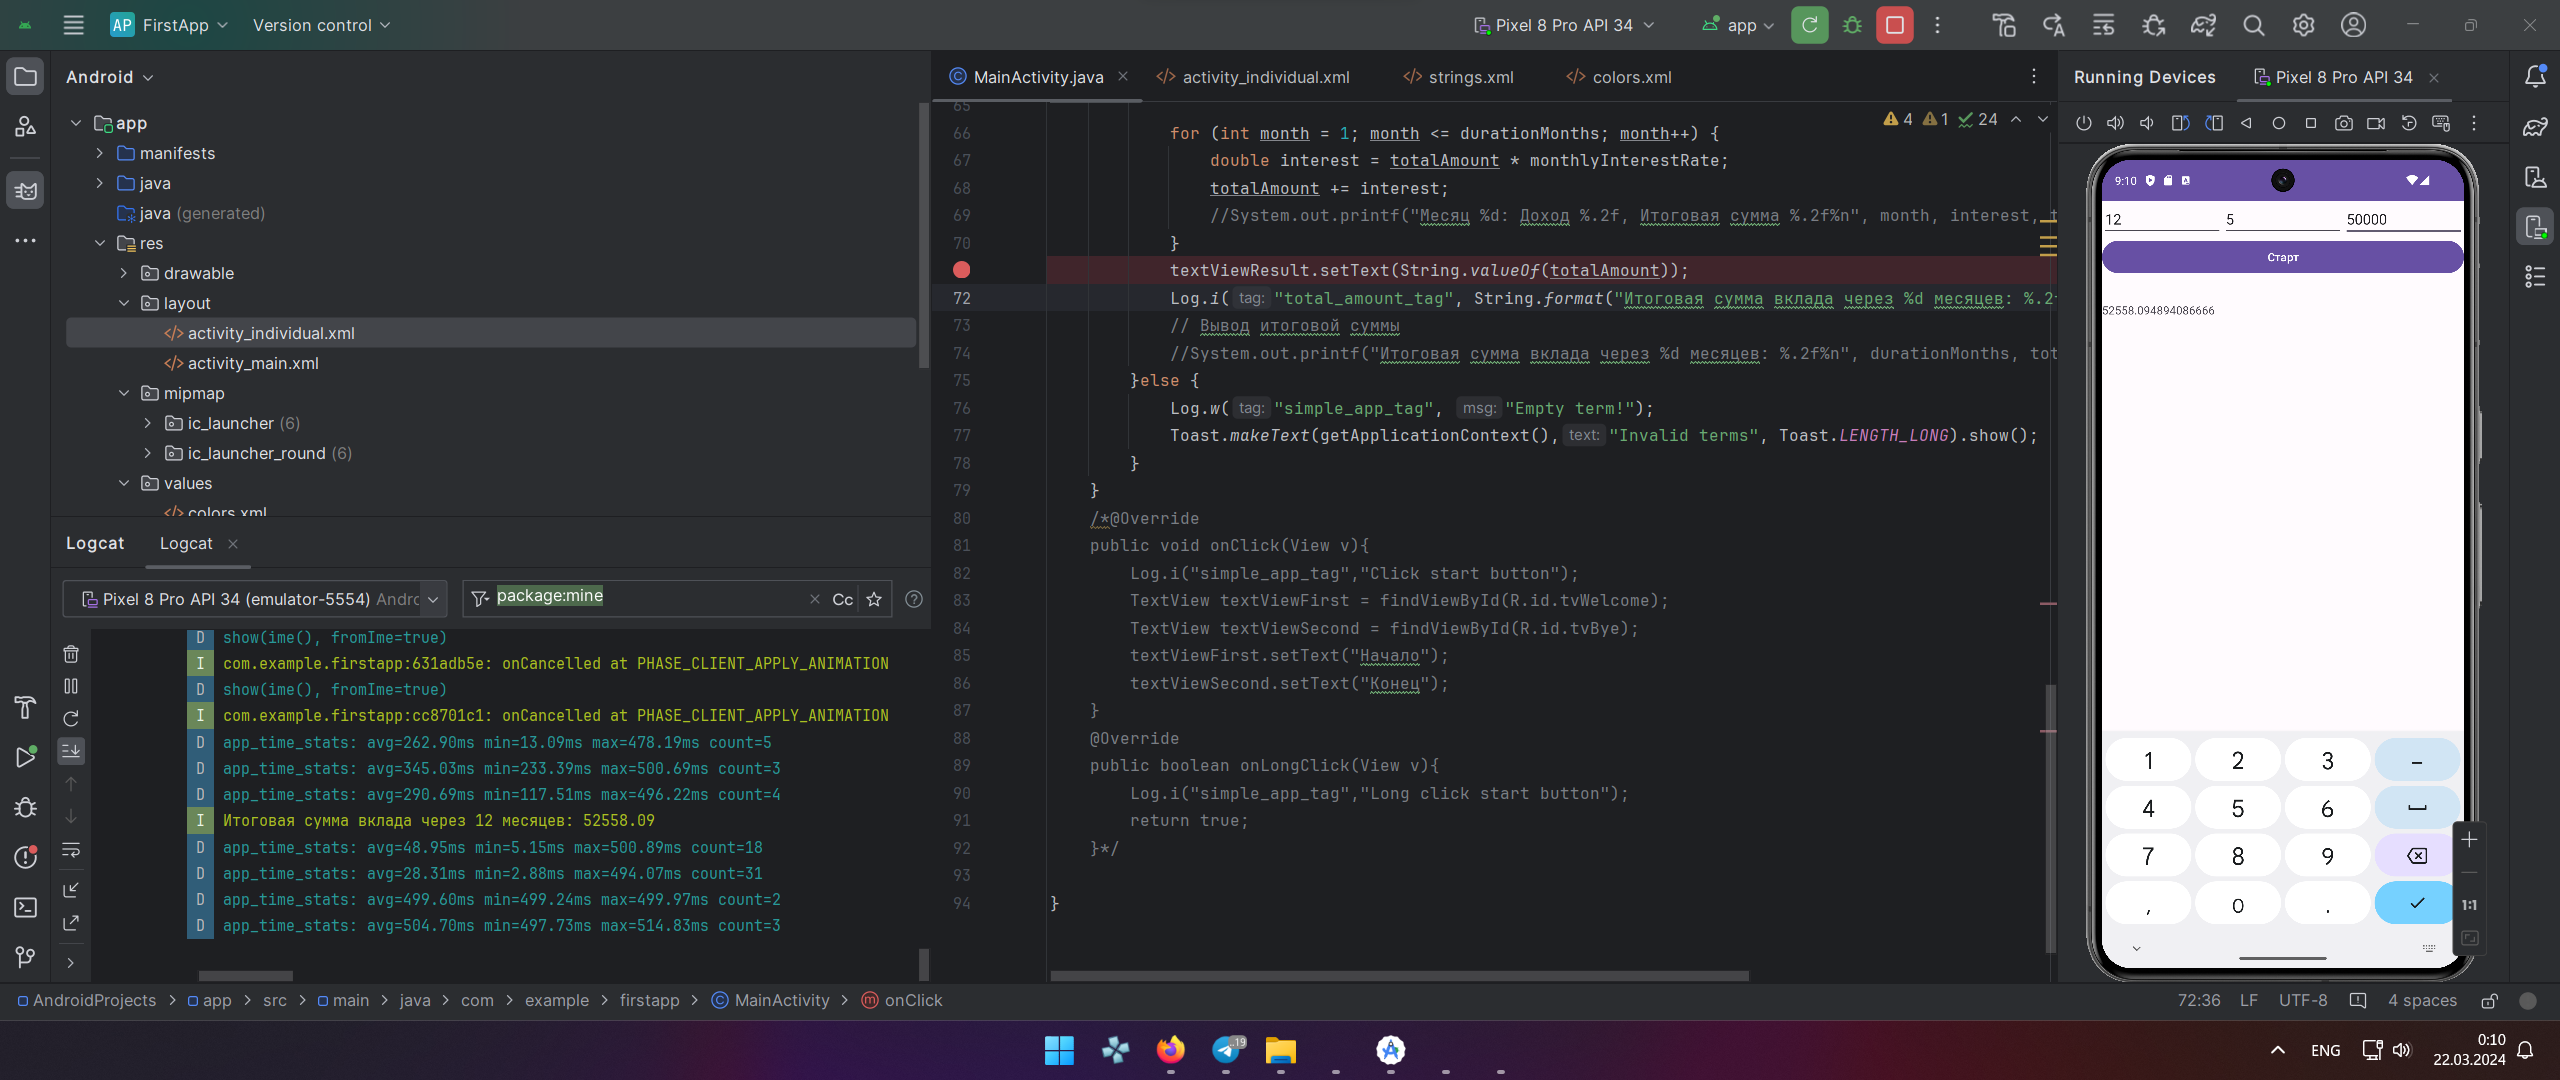 AP FirstApp Version control Pixel 8 Pro API 34 app
Android
app
manifests
java
java (generated)
res
drawable
layout
</> activity_individual.xml
</> activity_main.xml
mipmap
ic_launcher (6)
ic_launcher_round (6)
values
</> colors.xml
Logcat Logcat
Pixel 8 Pro API 34 (emulator-5554) Andrc
package:mine
Cc
D show(ime(), fromIme=true)
I com.example.firstapp:631adb5e: onCancelled at PHASE_CLIENT_APPLY_ANIMATION
D show(ime(), fromIme=true)
I com.example.firstapp:cc8701c1: onCancelled at PHASE_CLIENT_APPLY_ANIMATION
D app_time_stats: avg=262.90ms min=13.09ms max=478.19ms count=5
D app_time_stats: avg=345.03ms min=233.39ms max=500.69ms count=3
D app_time_stats: avg=290.69ms min=117.51ms max=496.22ms count=4
I Итоговая сумма вклада через 12 месяцев: 52558.09
D app_time_stats: avg=48.95ms min=5.15ms max=500.89ms count=18
D app_time_stats: avg=28.31ms min=2.88ms max=494.07ms count=31
D app_time_stats: avg=499.60ms min=499.24ms max=499.97ms count=2
D app_time_stats: avg=504.70ms min=497.73ms max=514.83ms count=3
MainActivity.java </> activity_individual.xml </> strings.xml </> colors.xml
4 1 24
65
66 for (int month = 1; month <= durationMonths; month++) {
67 double interest = totalAmount * monthlyInterestRate;
68 totalAmount += interest;
69 //System.out.printf("Месяц %d: Доход %.2f, Итоговая сумма %.2f%n", month, interest, t
70 }
textViewResult.setText(String.valueOf(totalAmount));
72 Log.i( tag: "total_amount_tag", String.format("Итоговая сумма вклада через %d месяцев: %.2
73 // Вывод итоговой суммы
74 //System.out.printf("Итоговая сумма вклада через %d месяцев: %.2f%n", durationMonths, tot
75 }else {
76 Log.w( tag: "simple_app_tag", msg: "Empty term!");
77 Toast.makeText(getApplicationContext(), text: "Invalid terms", Toast.LENGTH_LONG).show();
78 }
79 }
80 /*@Override
81 public void onClick(View v){
82 Log.i("simple_app_tag","Click start button");
83 TextView textViewFirst = findViewById(R.id.tvWelcome);
84 TextView textViewSecond = findViewById(R.id.tvBye);
85 textViewFirst.setText("Начало");
86 textViewSecond.setText("Конец");
87 }
88 @Override
89 public boolean onLongClick(View v){
90 Log.i("simple_app_tag","Long click start button");
91 return true;
92 }*/
93
94 }
Running Devices Pixel 8 Pro API 34
9:10
12 5 50000
Старт
52558.094894086666
1 2 3 –
4 5 6
7 8 9
, 0 .
1:1
AndroidProjects > app > src > main > java > com > example > firstapp > MainActivity > onClick
72:36 LF UTF-8 4 spaces
19
ENG
0:10
22.03.2024